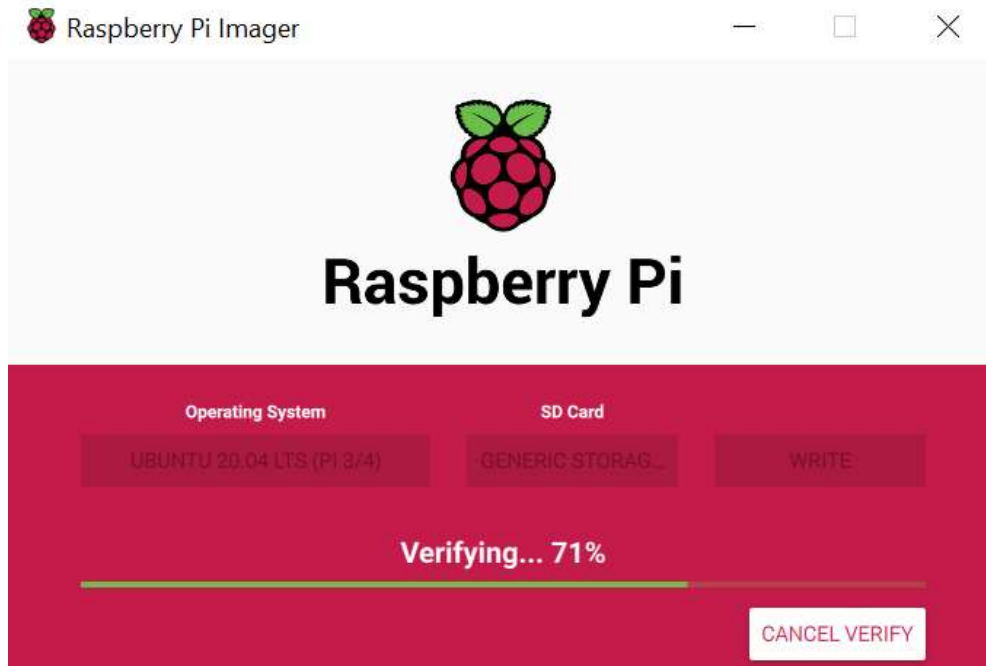 Raspberry Pi Imager
Raspberry Pi
Operating System SD Card
UBUNTU 20.04 LTS (PI 3/4) GENERIC STORAG... WRITE
Verifying... 71%
CANCEL VERIFY